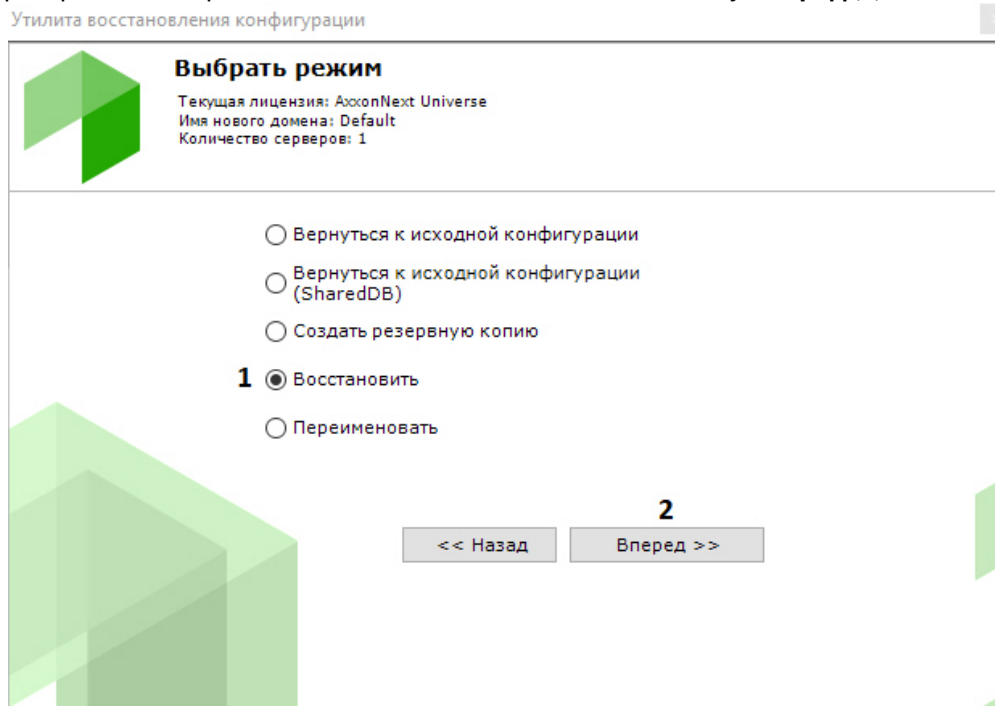 Утилита восстановления конфигурации
Выбрать режим
Текущая лицензия: AxxonNext Universe
Имя нового домена: Default
Количество серверов: 1
Вернуться к исходной конфигурации
Вернуться к исходной конфигурации
(SharedDB)
Создать резервную копию
1 Восстановить
Переименовать
2
<< Назад Вперед >>